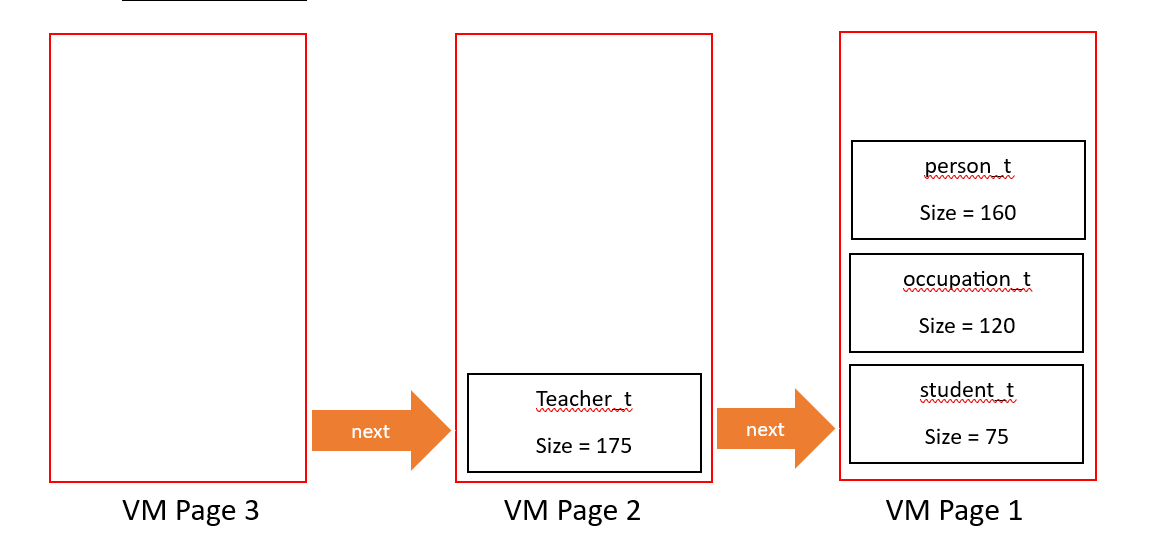 person_t
Size = 160
occupation_t
Size = 120
student_t
Size = 75
Teacher_t
Size = 175
next
next
VM Page 3
VM Page 2
VM Page 1